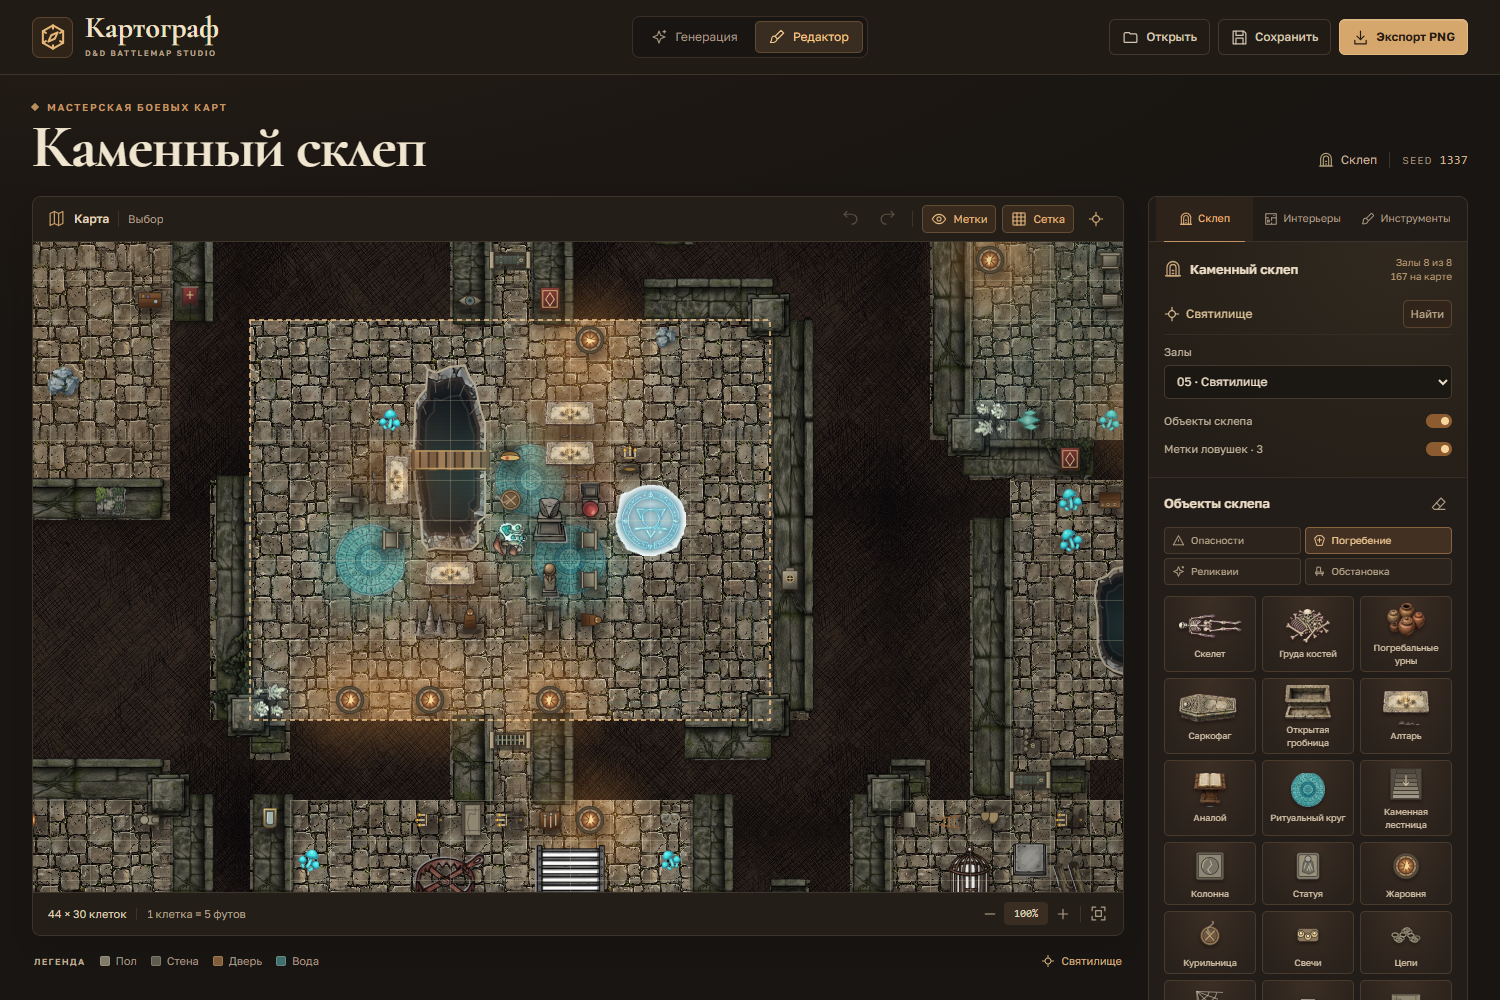 Картограф
D&D BATTLEMAP STUDIO
Генерация
Редактор
Открыть
Сохранить
Экспорт PNG
МАСТЕРСКАЯ БОЕВЫХ КАРТ
Каменный склеп
Склеп
SEED 1337
Карта
Выбор
Метки
Сетка
Склеп
Интерьеры
Инструменты
Каменный склеп
Залы 8 из 8
167 на карте
Святилище
Найти
Залы
05 · Святилище
Объекты склепа
Метки ловушек · 3
Объекты склепа
Опасности
Погребение
Реликвии
Обстановка
Скелет
Груда костей
Погребальные
урны
Саркофаг
Открытая
гробница
Алтарь
Аналой
Ритуальный круг
Каменная
лестница
Колонна
Статуя
Жаровня
Курильница
Свечи
Цепи
44 × 30 клеток
1 клетка = 5 футов
100%
ЛЕГЕНДА
Пол
Стена
Дверь
Вода
Святилище